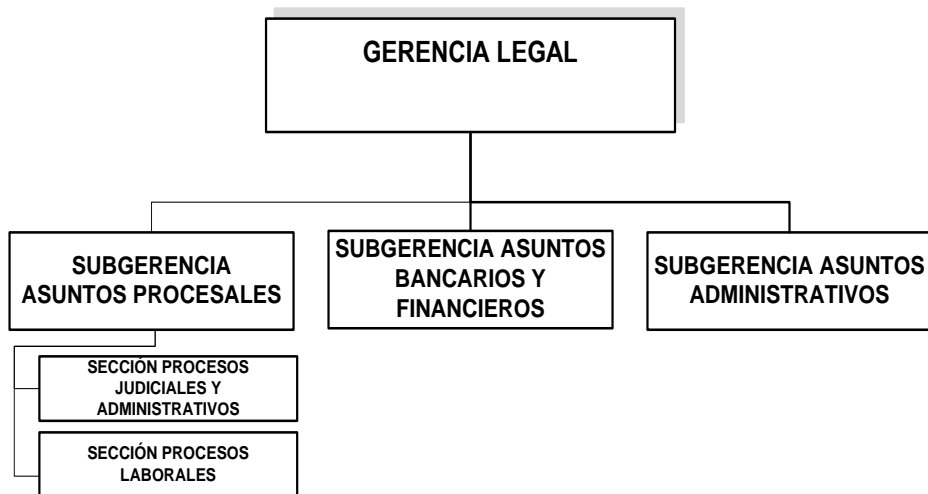 GERENCIA LEGAL
SUBGERENCIA
ASUNTOS PROCESALES
SUBGERENCIA ASUNTOS
BANCARIOS Y
FINANCIEROS
SUBGERENCIA ASUNTOS
ADMINISTRATIVOS
SECCIÓN PROCESOS
JUDICIALES Y
ADMINISTRATIVOS
SECCIÓN PROCESOS
LABORALES